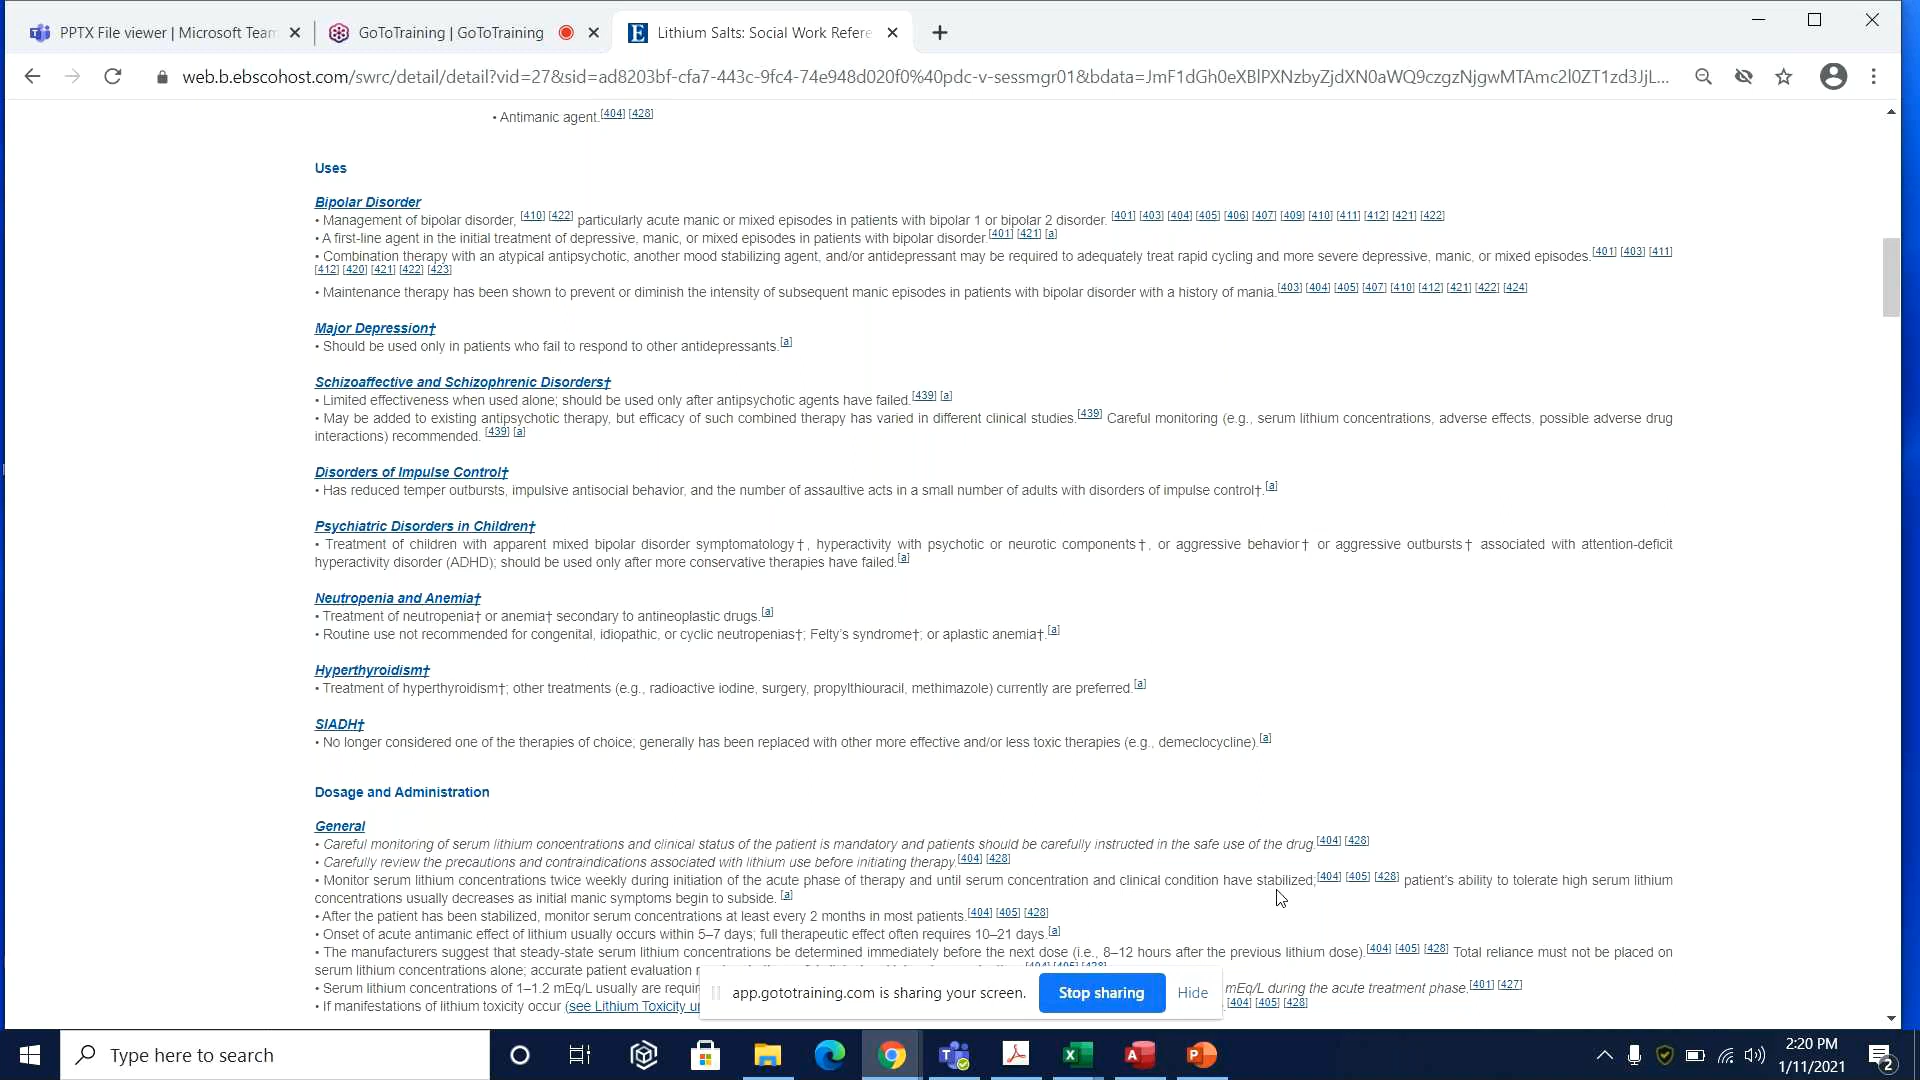 PPTX File viewer | Microsoft Team
GoToTraining | GoToTraining
Lithium Salts: Social Work Refere
web.b.ebscohost.com/swrc/detail/detail?vid=27&sid=ad8203bf-cfa7-443c-9fc4-74e948d020f0%40pdc-v-sessmgr01&bdata=JmF1dGh0eXBlPXNzbyZjdXN0aWQ9czgzNjgwMTAmc2l0ZT1zd3JjL...
• Antimanic agent.[404] [428]
Uses
Bipolar Disorder
• Management of bipolar disorder, [410] [422] particularly acute manic or mixed episodes in patients with bipolar 1 or bipolar 2 disorder. [401] [403] [404] [405] [406] [407] [409] [410] [411] [412] [421] [422]
• A first-line agent in the initial treatment of depressive, manic, or mixed episodes in patients with bipolar disorder.[401] [421] [a]
• Combination therapy with an atypical antipsychotic, another mood stabilizing agent, and/or antidepressant may be required to adequately treat rapid cycling and more severe depressive, manic, or mixed episodes.[401] [403] [411]
[412] [420] [421] [422] [423]
• Maintenance therapy has been shown to prevent or diminish the intensity of subsequent manic episodes in patients with bipolar disorder with a history of mania.[403] [404] [405] [407] [410] [412] [421] [422] [424]
Major Depression†
• Should be used only in patients who fail to respond to other antidepressants.[a]
Schizoaffective and Schizophrenic Disorders†
• Limited effectiveness when used alone; should be used only after antipsychotic agents have failed.[439] [a]
• May be added to existing antipsychotic therapy, but efficacy of such combined therapy has varied in different clinical studies.[439] Careful monitoring (e.g., serum lithium concentrations, adverse effects, possible adverse drug
interactions) recommended. [439] [a]
Disorders of Impulse Control†
• Has reduced temper outbursts, impulsive antisocial behavior, and the number of assaultive acts in a small number of adults with disorders of impulse control†.[a]
Psychiatric Disorders in Children†
• Treatment of children with apparent mixed bipolar disorder symptomatology†, hyperactivity with psychotic or neurotic components†, or aggressive behavior† or aggressive outbursts† associated with attention-deficit
hyperactivity disorder (ADHD); should be used only after more conservative therapies have failed.[a]
Neutropenia and Anemia†
• Treatment of neutropenia† or anemia† secondary to antineoplastic drugs.[a]
• Routine use not recommended for congenital, idiopathic, or cyclic neutropenias†; Felty's syndrome†; or aplastic anemia†.[a]
Hyperthyroidism†
• Treatment of hyperthyroidism†; other treatments (e.g., radioactive iodine, surgery, propylthiouracil, methimazole) currently are preferred.[a]
SIADH†
• No longer considered one of the therapies of choice; generally has been replaced with other more effective and/or less toxic therapies (e.g., demeclocycline).[a]
Dosage and Administration
General
• Careful monitoring of serum lithium concentrations and clinical status of the patient is mandatory and patients should be carefully instructed in the safe use of the drug.[404] [428]
• Carefully review the precautions and contraindications associated with lithium use before initiating therapy.[404] [428]
• Monitor serum lithium concentrations twice weekly during initiation of the acute phase of therapy and until serum concentration and clinical condition have stabilized;[404] [405] [428] patient's ability to tolerate high serum lithium
concentrations usually decreases as initial manic symptoms begin to subside. [a]
• After the patient has been stabilized, monitor serum concentrations at least every 2 months in most patients.[404] [405] [428]
• Onset of acute antimanic effect of lithium usually occurs within 5–7 days; full therapeutic effect often requires 10–21 days.[a]
• The manufacturers suggest that steady-state serum lithium concentrations be determined immediately before the next dose (i.e., 8–12 hours after the previous lithium dose).[404] [405] [428] Total reliance must not be placed on
serum lithium concentrations alone; accurate patient evaluation
• Serum lithium concentrations of 1–1.2 mEq/L usually are requir mEq/L during the acute treatment phase.[401] [427]
• If manifestations of lithium toxicity occur (see Lithium Toxicity [404] [405] [428]
app.gototraining.com is sharing your screen.
Stop sharing
Hide
Type here to search
2:20 PM
1/11/2021
2